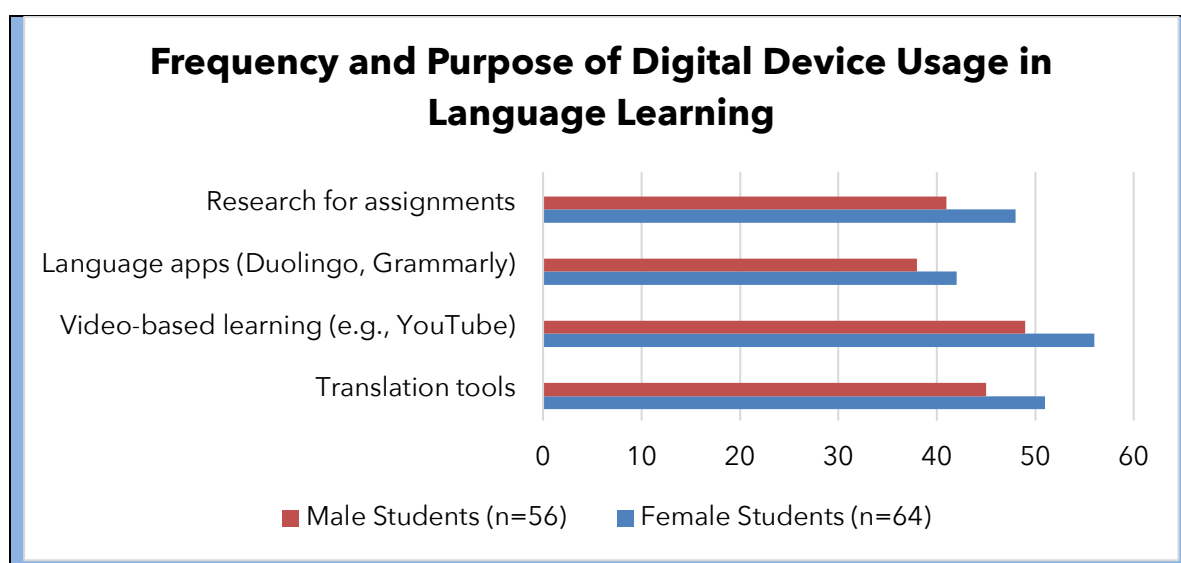 Frequency and Purpose of Digital Device Usage in
Language Learning
Research for assignments
Language apps (Duolingo, Grammarly)
Video-based learning (e.g., YouTube)
Translation tools
0 10 20 30 40 50 60
Male Students (n=56) Female Students (n=64)